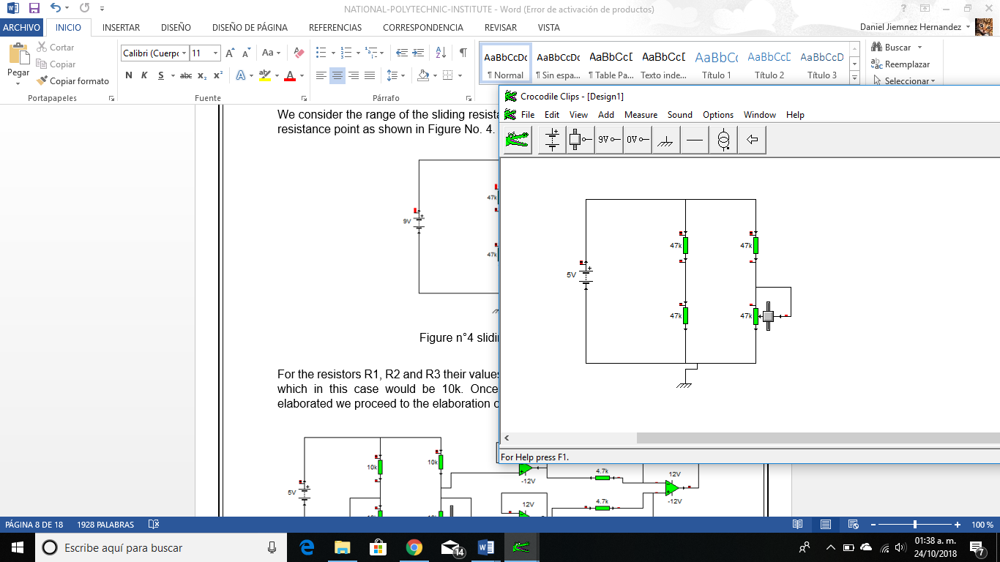 NATIONAL-POLYTECHNIC-INSTITUTE - Word (Error de activación de productos)
ARCHIVO INICIO INSERTAR DISEÑO DISEÑO DE PÁGINA REFERENCIAS CORRESPONDENCIA REVISAR VISTA Daniel Jiemnez Hernandez
Pegar
Cortar
Copiar
Copiar formato
Portapapeles
Calibri (Cuerpo 11
N K S abc x₂ x²
Fuente
Párrafo
AaBbCcDc AaBbCcDc AaBbCcD AaBbCcD AaBbCc AaBbCcD AaBbCcD
¶ Normal ¶ Sin espa... ¶ Table Pa... Texto inde... Título 1 Título 2 Título 3
Buscar
Reemplazar
Seleccionar
We consider the range of the sliding
resistance point as shown in Figure No. 4.
9V
47k
47k
Figure n°4
For the resistors R1, R2 and R3 their
which in this case would be 10k. Once
elaborated we proceed to the elaboration
5V
10k
10k
-12V
4.7k
12V
-12V
12V
4.7k
Crocodile Clips - [Design1]
File Edit View Add Measure Sound Options Window Help
9V 0V
5V
47k
47k
47k
47k
For Help press F1.
PÁGINA 8 DE 18 1928 PALABRAS 100 %
Escribe aquí para buscar
14
01:38 a. m.
24/10/2018
7